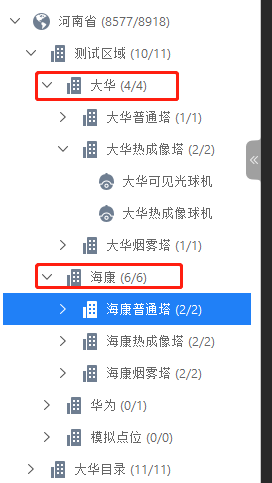 河南省 (8577/8918)
测试区域 (10/11)
大华 (4/4)
大华普通塔 (1/1)
大华热成像塔 (2/2)
大华可见光球机
大华热成像球机
大华烟雾塔 (1/1)
海康 (6/6)
海康普通塔 (2/2)
海康热成像塔 (2/2)
海康烟雾塔 (2/2)
华为 (0/1)
模拟点位 (0/0)
大华目录 (11/11)